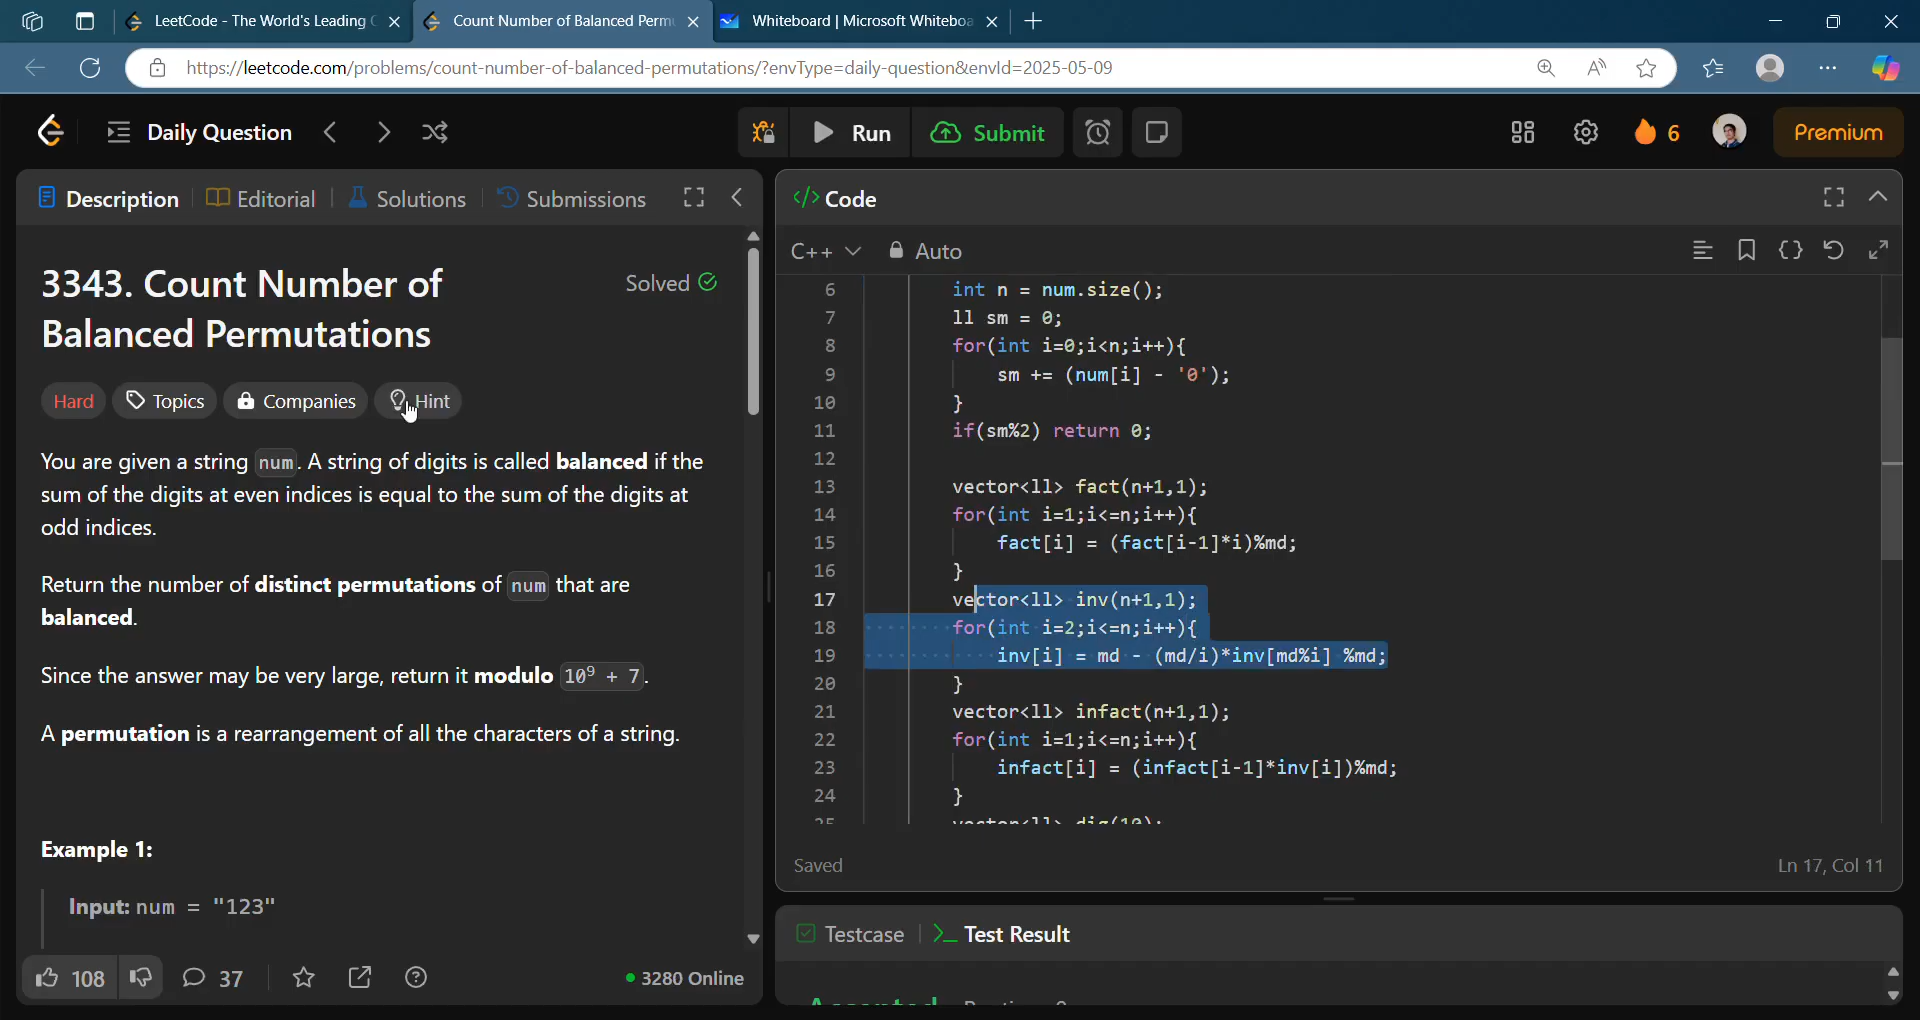 LeetCode - The World's Leading
Count Number of Balanced Perm
Whiteboard | Microsoft Whiteboa
https://leetcode.com/problems/count-number-of-balanced-permutations/?envType=daily-question&envId=2025-05-09
Daily Question
Run
Submit
6
Premium
Description
Editorial
Solutions
Submissions
3343. Count Number of
Balanced Permutations
Solved
Hard
Topics
Companies
Hint
You are given a string num. A string of digits is called balanced if the
sum of the digits at even indices is equal to the sum of the digits at
odd indices.
Return the number of distinct permutations of num that are
balanced.
Since the answer may be very large, return it modulo 10⁹ + 7.
A permutation is a rearrangement of all the characters of a string.
Example 1:
Input: num = "123"
108
37
3280 Online
</> Code
C++
Auto
6 int n = num.size();
7 ll sm = 0;
8 for(int i=0;i<n;i++){
9 sm += (num[i] - '0');
10 }
11 if(sm%2) return 0;
12
13 vector<ll> fact(n+1,1);
14 for(int i=1;i<=n;i++){
15 fact[i] = (fact[i-1]*i)%md;
16 }
17 vector<ll> inv(n+1,1);
18 for(int i=2;i<=n;i++){
19 inv[i] = md - (md/i)*inv[md%i] %md;
20 }
21 vector<ll> infact(n+1,1);
22 for(int i=1;i<=n;i++){
23 infact[i] = (infact[i-1]*inv[i])%md;
24 }
25 vector<ll> dig(10);
Saved
Ln 17, Col 11
Testcase
Test Result
Accepted